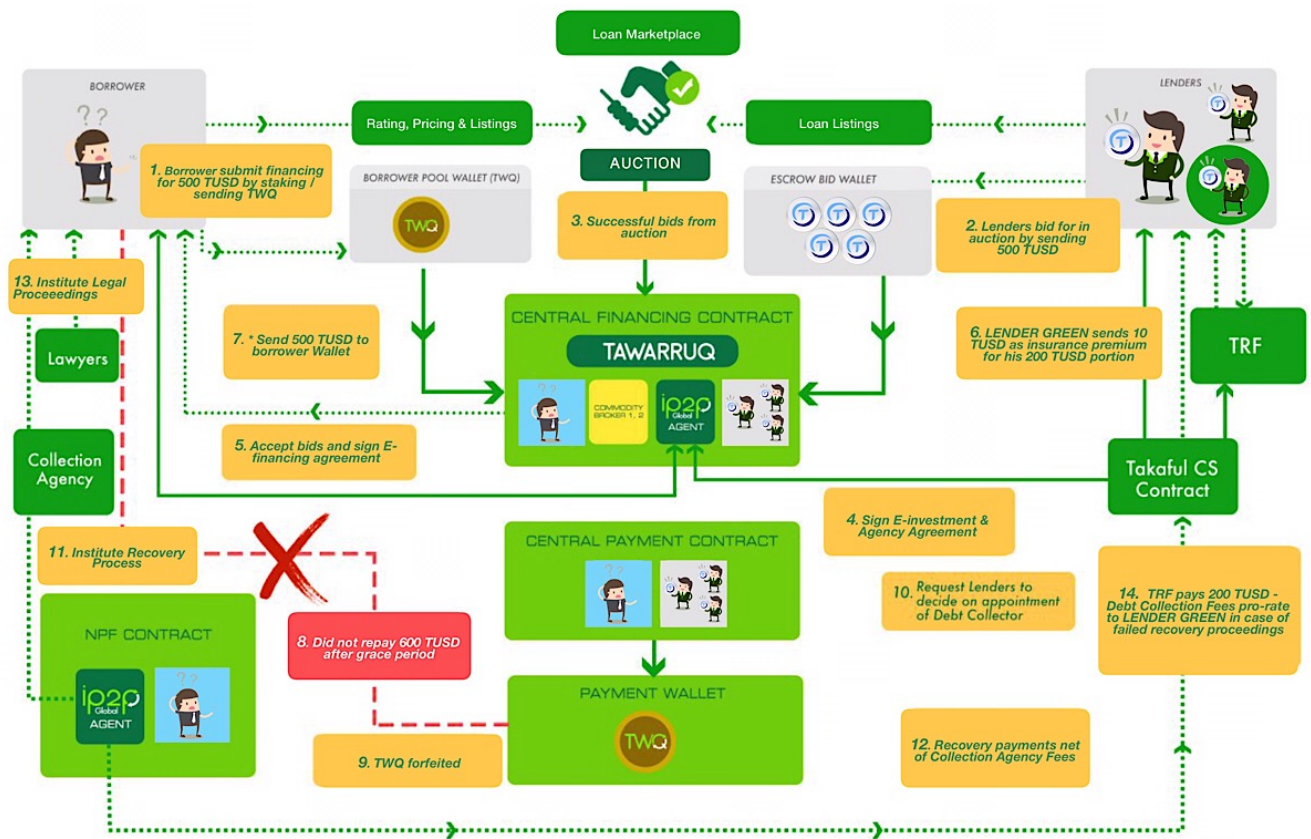 Loan Marketplace
BORROWER
? ?
Rating, Pricing & Listings
Loan Listings
LENDERS
AUCTION
1. Borrower submit financing
for 500 TUSD by staking /
sending TWQ
BORROWER POOL WALLET (TWQ)
TWQ
3. Successful bids from
auction
ESCROW BID WALLET
T T T
T T
2. Lenders bid for in
auction by sending
500 TUSD
13. Institute Legal
Proceeedings
Lawyers
7. * Send 500 TUSD to
borrower Wallet
CENTRAL FINANCING CONTRACT
TAWARRUQ
COMMODITY
BROKER 1, 2
ip2p
Global
AGENT
6. LENDER GREEN sends 10
TUSD as insurance premium
for his 200 TUSD portion
TRF
5. Accept bids and sign E-
financing agreement
Collection
Agency
Takaful CS
Contract
4. Sign E-investment &
Agency Agreement
11. Institute Recovery
Process
CENTRAL PAYMENT CONTRACT
10. Request Lenders to
decide on appointment
of Debt Collector
14. TRF pays 200 TUSD -
Debt Collection Fees pro-rate
to LENDER GREEN in case of
failed recovery proceedings
NPF CONTRACT
ip2p
Global
AGENT
8. Did not repay 600 TUSD
after grace period
PAYMENT WALLET
TWQ
9. TWQ forfeited
12. Recovery payments net
of Collection Agency Fees